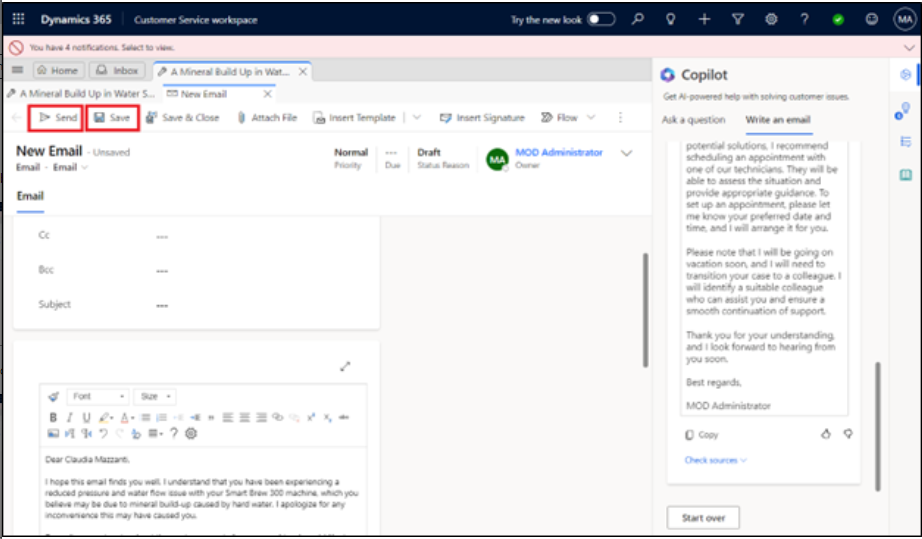 Dynamics 365 Customer Service workspace Try the new look MA
You have 4 notifications. Select to view.
Home Inbox A Mineral Build Up in Wat...
A Mineral Build Up in Water S... New Email
Send Save Save & Close Attach File Insert Template Insert Signature Flow
New Email - Unsaved
Email · Email
Normal
Priority
---
Due
Draft
Status Reason
MA
MOD Administrator
Owner
Email
Cc ---
Bcc ---
Subject ---
Font Size
B I U
Dear Claudia Mazzanti,
I hope this email finds you well. I understand that you have been experiencing a
reduced pressure and water flow issue with your Smart Brew 300 machine, which you
believe may be due to mineral build-up caused by hard water. I apologize for any
inconvenience this may have caused you.
Copilot
Get AI-powered help with solving customer issues.
Ask a question Write an email
potential solutions, I recommend
scheduling an appointment with
one of our technicians. They will be
able to assess the situation and
provide appropriate guidance. To
set up an appointment, please let
me know your preferred date and
time, and I will arrange it for you.
Please note that I will be going on
vacation soon, and I will need to
transition your case to a colleague. I
will identify a suitable colleague
who can assist you and ensure a
smooth continuation of support.
Thank you for your understanding,
and I look forward to hearing from
you soon.
Best regards,
MOD Administrator
Copy
Check sources
Start over